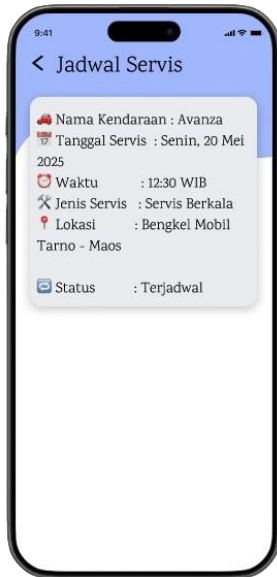 9:41
Jadwal Servis
Nama Kendaraan : Avanza
Tanggal Servis : Senin, 20 Mei
2025
Waktu : 12:30 WIB
Jenis Servis : Servis Berkala
Lokasi : Bengkel Mobil
Tarno - Maos
Status : Terjadwal